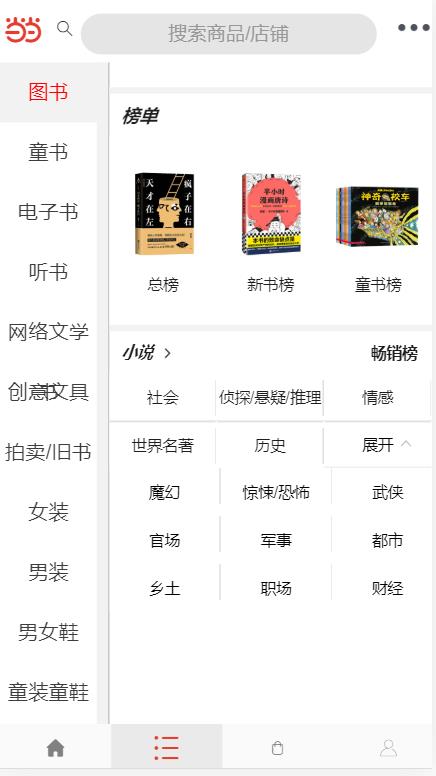 当当
搜索商品/店铺
图书
童书
电子书
听书
网络文学
创意文具
拍卖/旧书
女装
男装
男女鞋
童装童鞋
榜单
天才在左
疯子在右
半小时
漫画唐诗
神奇校车
总榜
新书榜
童书榜
小说 >
畅销榜
社会
侦探/悬疑/推理
情感
世界名著
历史
展开
魔幻
惊悚/恐怖
武侠
官场
军事
都市
乡土
职场
财经